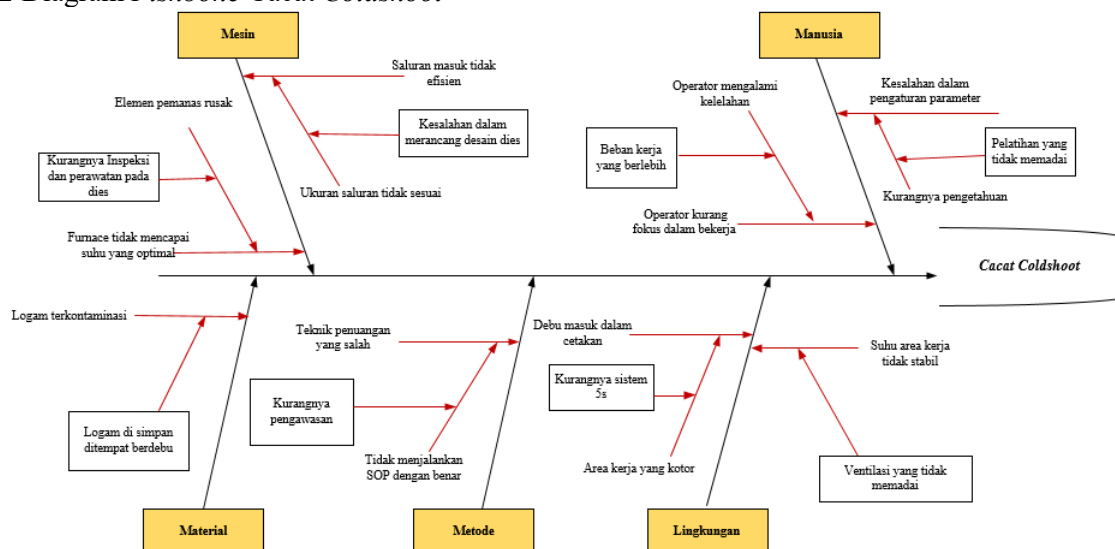 Diagram Fishbone Cacat Coldshoot
Mesin
Manusia
Saluran masuk tidak
efisien
Elemen pemanas rusak
Kesalahan dalam
merancang desain dies
Kurangnya Inspeksi
dan perawatan pada
dies
Ukuran saluran tidak sesuai
Furnace tidak mencapai
suhu yang optimal
Operator mengalami
kelelahan
Kesalahan dalam
pengaturan parameter
Beban kerja
yang berlebih
Pelatihan yang
tidak memadai
Kurangnya pengetahuan
Operator kurang
fokus dalam bekerja
Cacat Coldshoot
Logam terkontaminasi
Logam di simpan
ditempat berdebu
Teknik penuangan
yang salah
Kurangnya
pengawasan
Tidak menjalankan
SOP dengan benar
Debu masuk dalam
cetakan
Kurangnya sistem
5s
Area kerja yang kotor
Suhu area kerja
tidak stabil
Ventilasi yang tidak
memadai
Material
Metode
Lingkungan